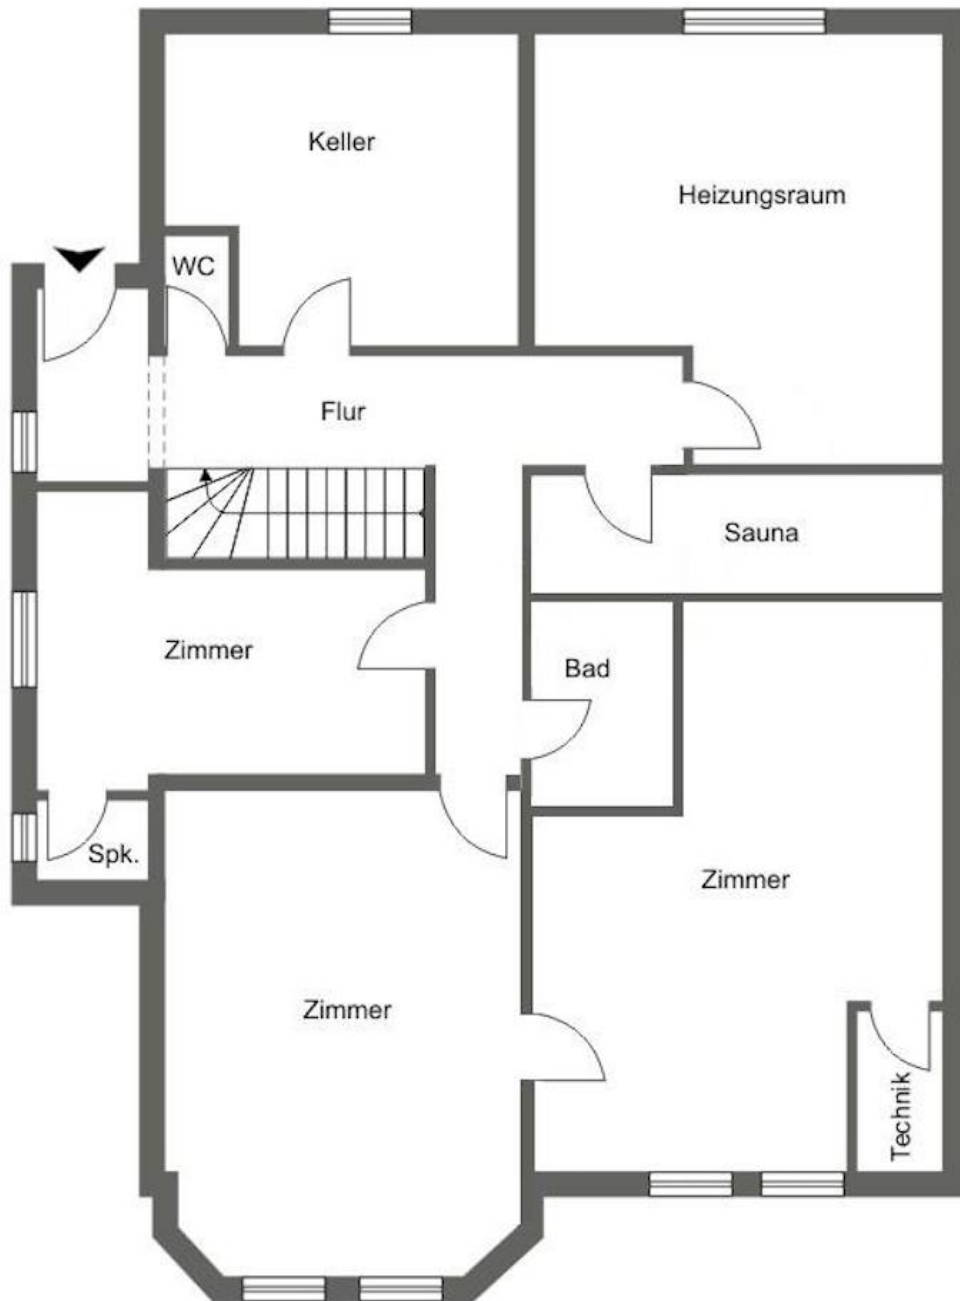 Keller
Heizungsraum
WC
Flur
Sauna
Zimmer
Bad
Spk.
Zimmer
Zimmer
Technik